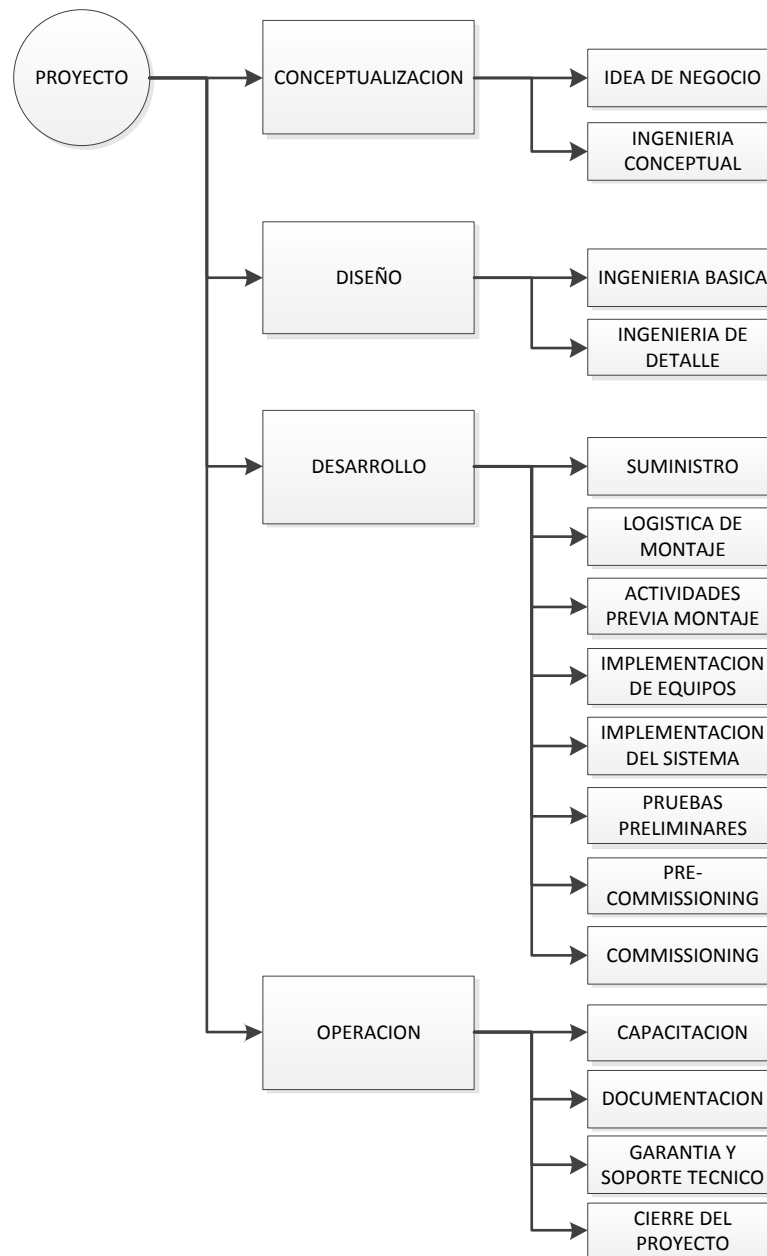 PROYECTO
CONCEPTUALIZACION
IDEA DE NEGOCIO
INGENIERIA
CONCEPTUAL
DISEÑO
INGENIERIA BASICA
INGENIERIA DE
DETALLE
DESARROLLO
SUMINISTRO
LOGISTICA DE
MONTAJE
ACTIVIDADES
PREVIA MONTAJE
IMPLEMENTACION
DE EQUIPOS
IMPLEMENTACION
DEL SISTEMA
PRUEBAS
PRELIMINARES
PRE-
COMMISSIONING
COMMISSIONING
OPERACION
CAPACITACION
DOCUMENTACION
GARANTIA Y
SOPORTE TECNICO
CIERRE DEL
PROYECTO